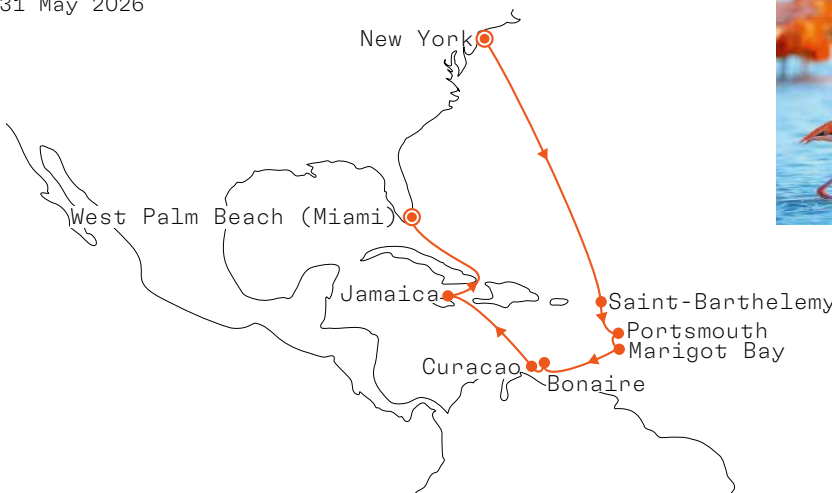 31 May 2026
New York
West Palm Beach (Miami)
Jamaica
Saint-Barthelemy
Portsmouth
Marigot Bay
Curacao
Bonaire